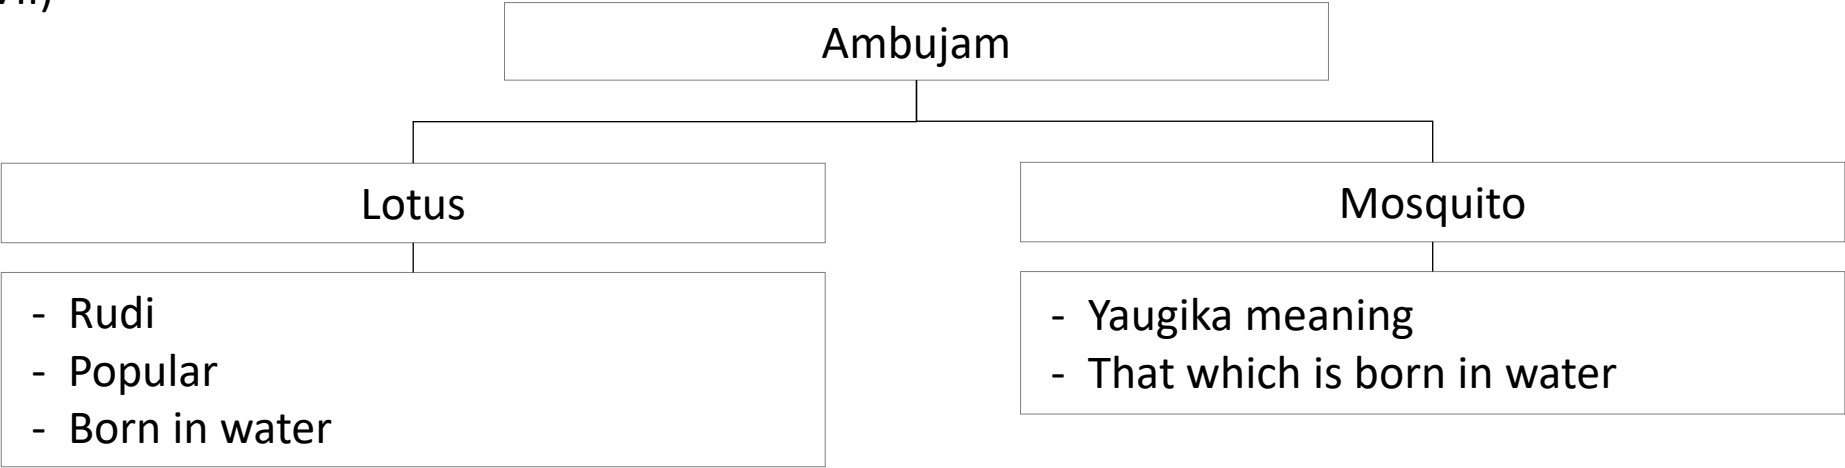 Ambujam
Lotus
Mosquito
- Rudi
- Popular
- Born in water
- Yaugika meaning
- That which is born in water